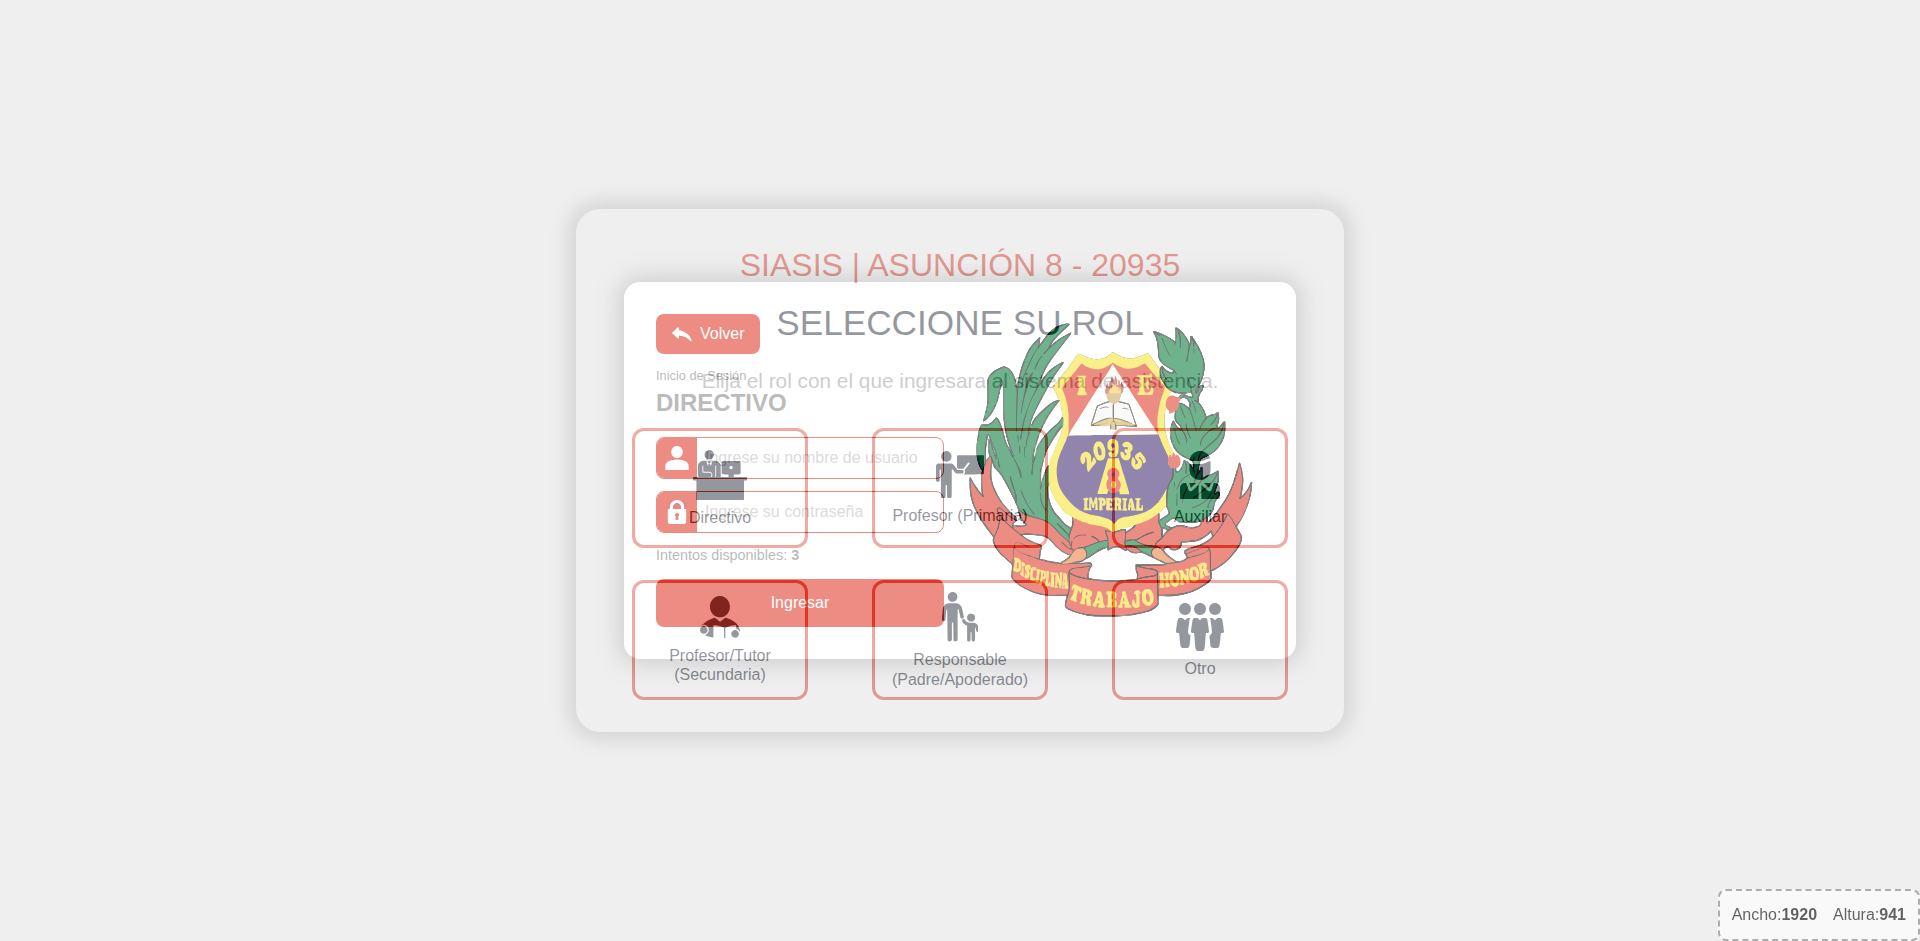 SIASIS | ASUNCIÓN 8 - 20935
SELECCIONE SU ROL
Volver
Inicio de Sesión
Elija el rol con el que ingresara al sistema de asistencia.
DIRECTIVO
I E
20935
8
IMPERIAL
DISCIPLINA
TRABAJO
HONOR
Ingrese su nombre de usuario
Ingrese su contraseña
Directivo
Profesor (Primaria)
Auxiliar
Intentos disponibles: 3
Ingresar
Profesor/Tutor
(Secundaria)
Responsable
(Padre/Apoderado)
Otro
Ancho:1920 Altura:941